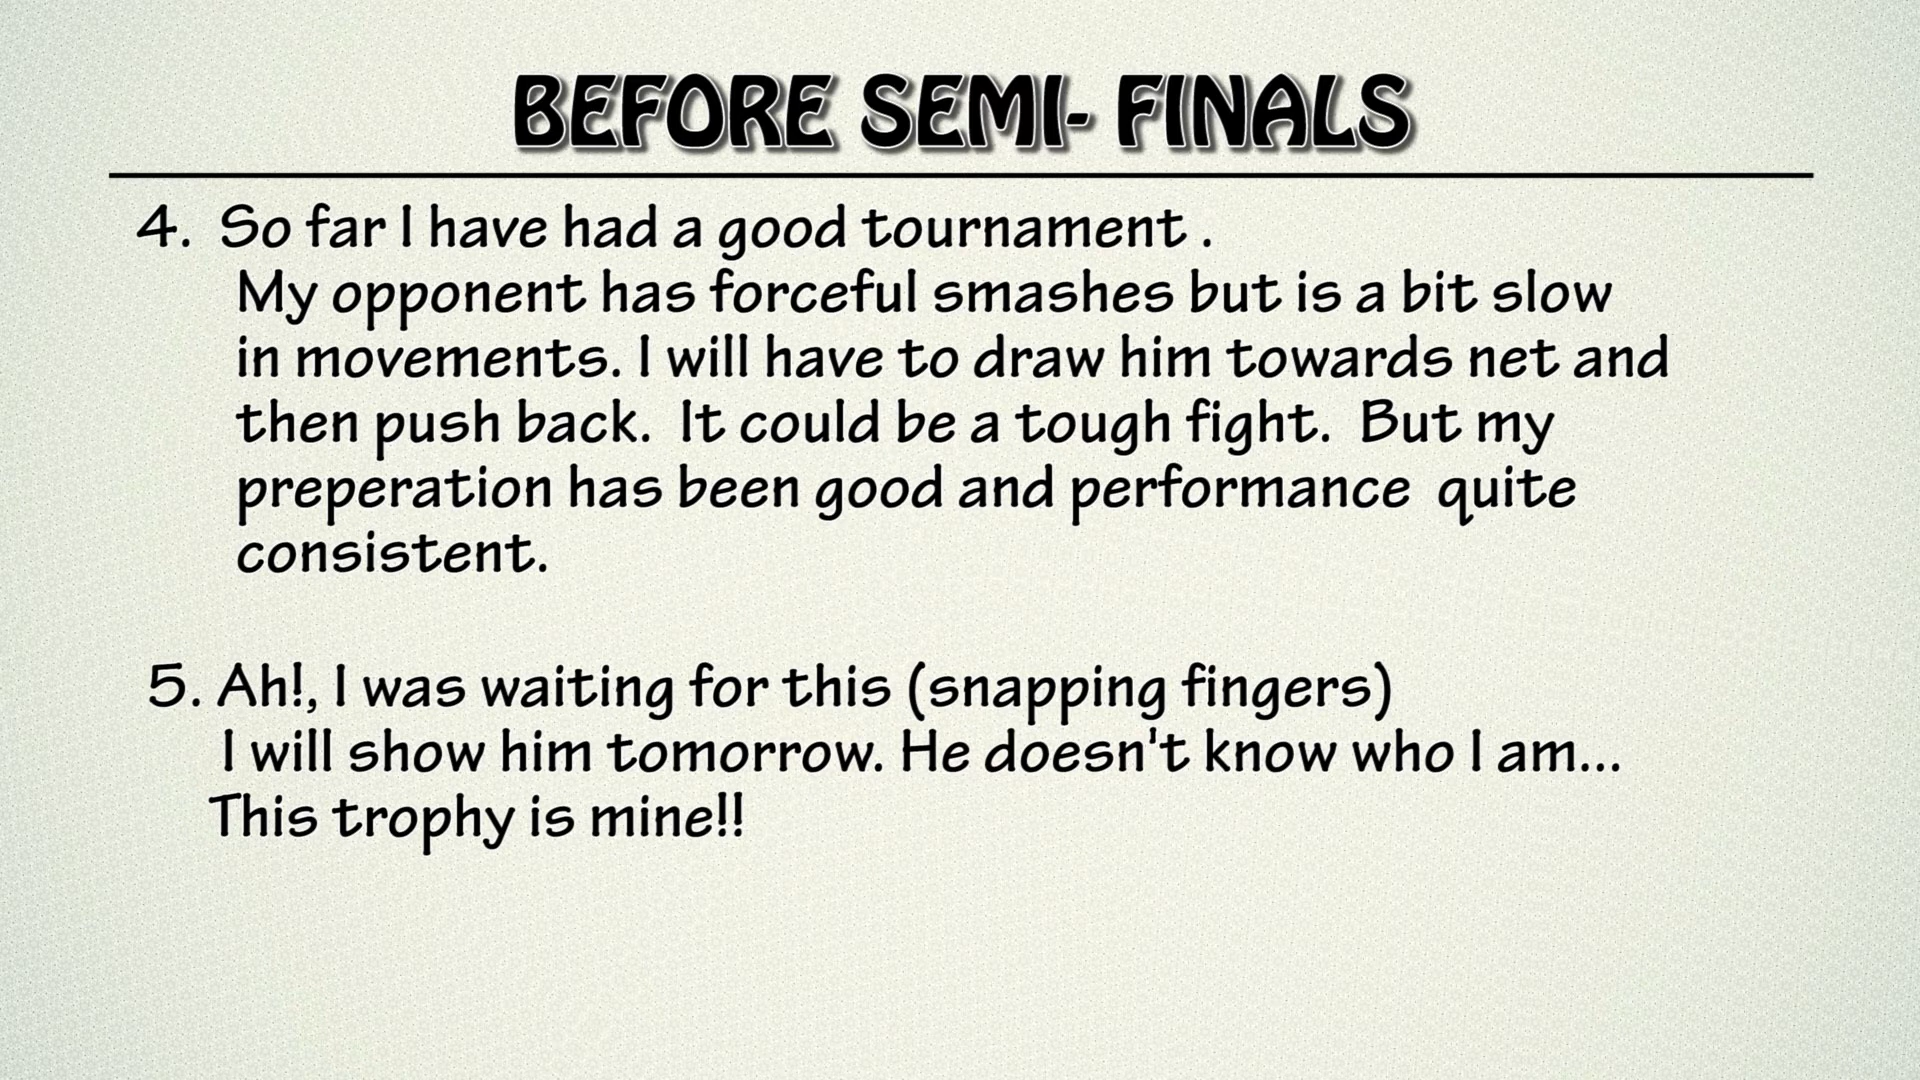 BEFORE SEMI- FINALS
4. So far I have had a good tournament .
My opponent has forceful smashes but is a bit slow
in movements. I will have to draw him towards net and
then push back. It could be a tough fight. But my
preperation has been good and performance quite
consistent.
5. Ah!, I was waiting for this (snapping fingers)
I will show him tomorrow. He doesn't know who I am...
This trophy is mine!!